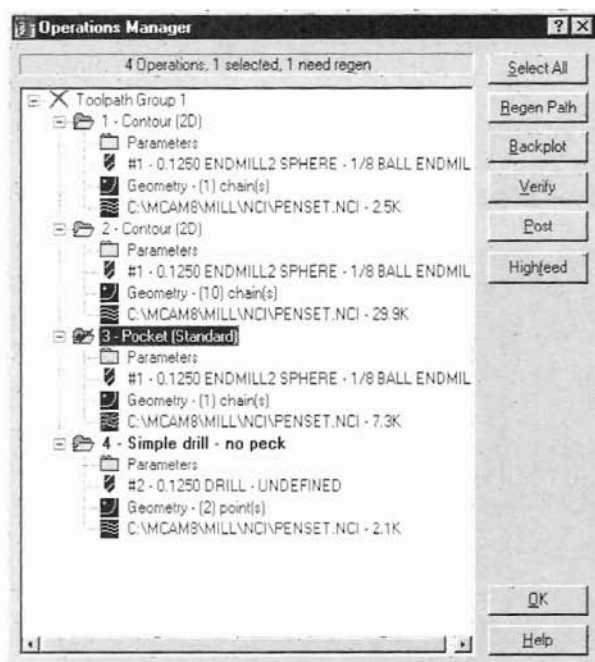 Operations Manager
4 Operations, 1 selected, 1 need regen
Toolpath Group 1
1 - Contour (2D)
Parameters
#1 - 0.1250 ENDMILL2 SPHERE - 1/8 BALL ENDMIL
Geometry - (1) chain(s)
C:\MCAM8\MILL\NCI\PENSET.NCI - 2.5K
2 - Contour (2D)
Parameters
#1 - 0.1250 ENDMILL2 SPHERE - 1/8 BALL ENDMIL
Geometry - (10) chain(s)
C:\MCAM8\MILL\NCI\PENSET.NCI - 29.9K
3 - Pocket (Standard)
Parameters
#1 - 0.1250 ENDMILL2 SPHERE - 1/8 BALL ENDMIL
Geometry - (1) chain(s)
C:\MCAM8\MILL\NCI\PENSET.NCI - 7.3K
4 - Simple drill - no peck
Parameters
#2 - 0.1250 DRILL - UNDEFINED
Geometry - (2) point(s)
C:\MCAM8\MILL\NCI\PENSET.NCI - 2.1K
Select All
Regen Path
Backplot
Verify
Post
Highfeed
OK
Help